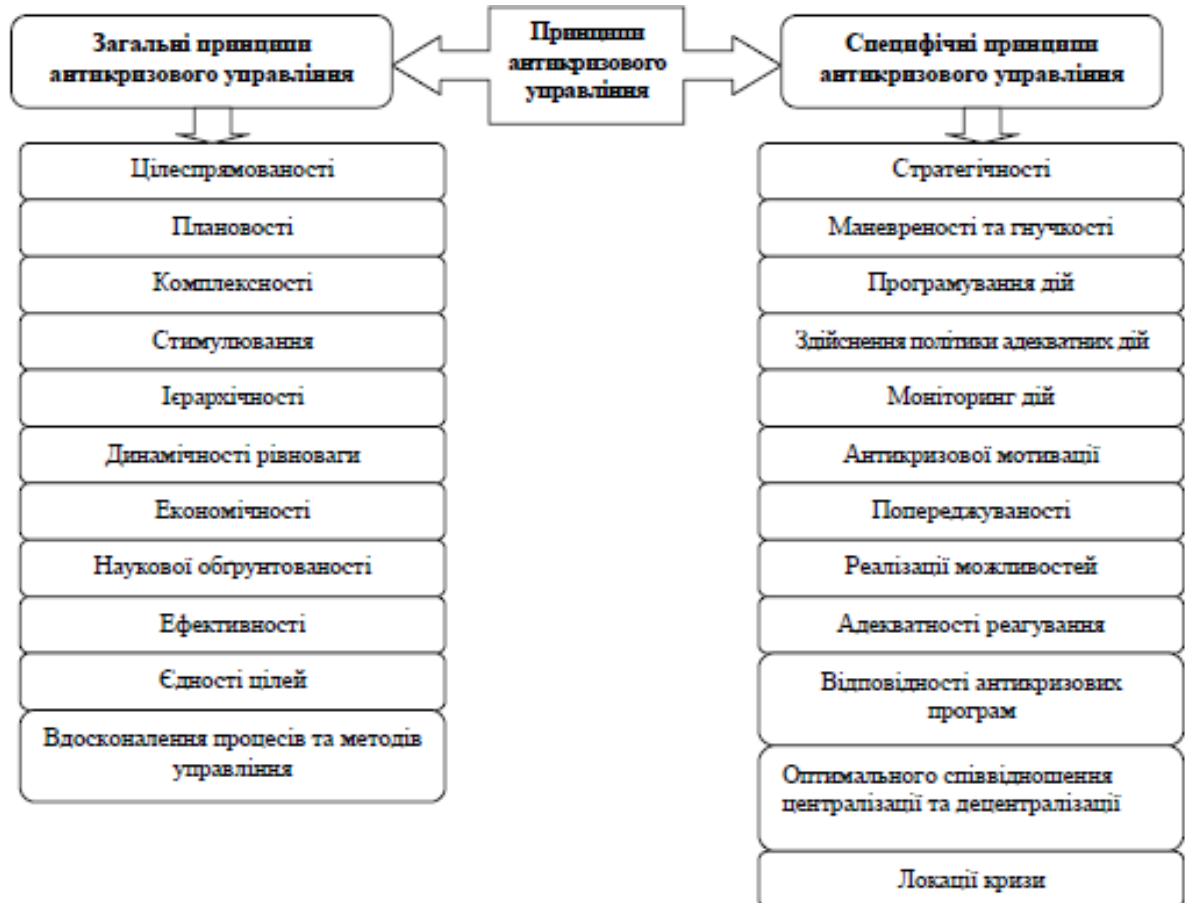 Загальні принципи
антикризового управління
Принципи
антикризового
управління
Специфічні принципи
антикризового управління
Цілеспрямованості
Плановості
Комплексності
Стимулювання
Ієрархічності
Динамічності рівноваги
Економічності
Наукової обґрунтованості
Ефективності
Єдності цілей
Вдосконалення процесів та методів
управління
Стратегічності
Маневреності та гнучкості
Програмування дій
Здійснення політики адекватних дій
Моніторинг дій
Антикризової мотивації
Попереджуваності
Реалізації можливостей
Адекватності реагування
Відповідності антикризових
програм
Оптимального співвідношення
централізації та децентралізації
Локації кризи